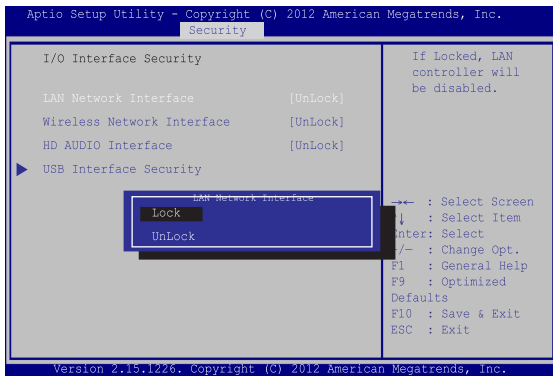 Aptio Setup Utility - Copyright (C) 2012 American Megatrends, Inc.
Security
I/O Interface Security
LAN Network Interface [UnLock]
Wireless Network Interface [UnLock]
HD AUDIO Interface [UnLock]
USB Interface Security
If Locked, LAN
controller will
be disabled.
LAN Network Interface
Lock
UnLock
→← : Select Screen
↓ : Select Item
Enter: Select
+/— : Change Opt.
F1 : General Help
F9 : Optimized
Defaults
F10 : Save & Exit
ESC : Exit
Version 2.15.1226. Copyright (C) 2012 American Megatrends, Inc.